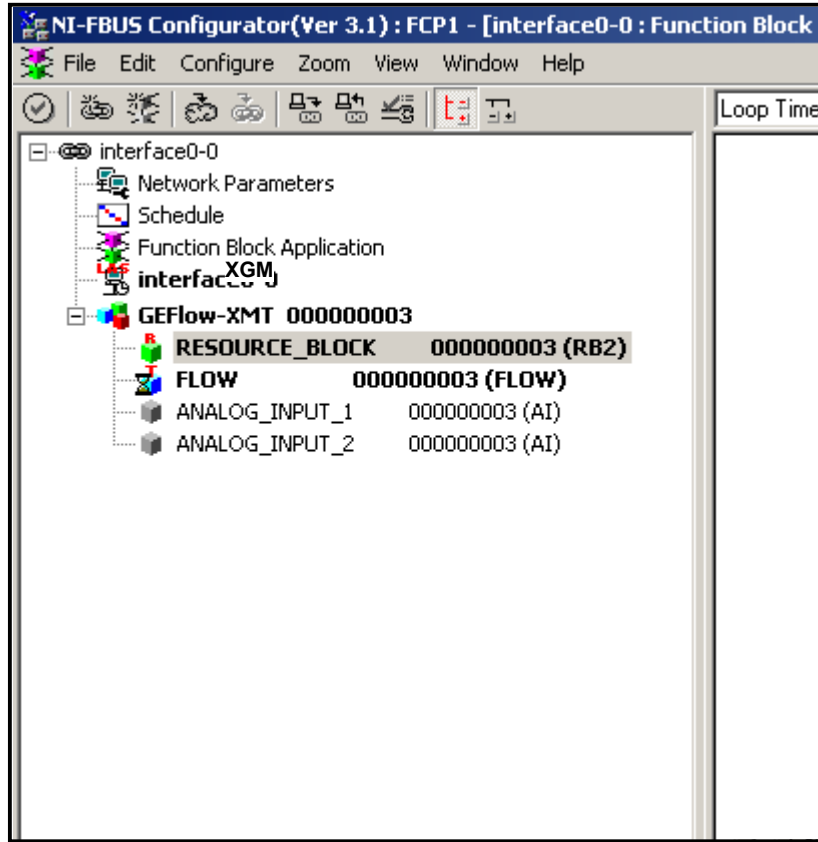 NI-FBUS Configurator(Ver 3.1) : FCP1 - [interface0-0 : Function Block
File Edit Configure Zoom View Window Help
Loop Time
interface0-0
Network Parameters
Schedule
Function Block Application
LAS
XGM
GEFlow-XMT 000000003
R
RESOURCE_BLOCK 000000003 (RB2)
T
FLOW 000000003 (FLOW)
ANALOG_INPUT_1 000000003 (AI)
ANALOG_INPUT_2 000000003 (AI)